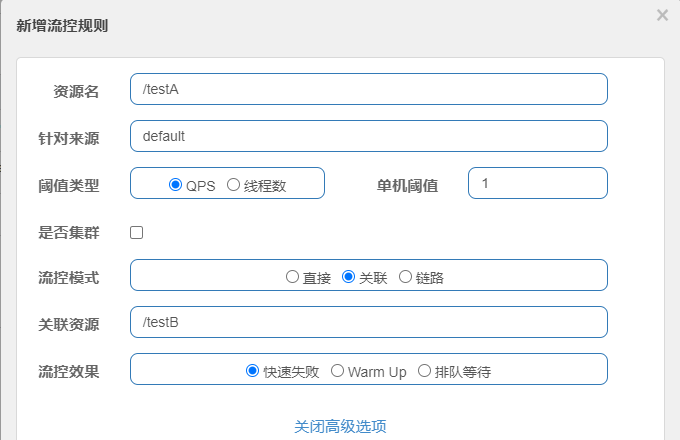 新增流控规则 ×
资源名 /testA
针对来源 default
阈值类型 QPS 线程数 单机阈值 1
是否集群
流控模式 直接 关联 链路
关联资源 /testB
流控效果 快速失败 Warm Up 排队等待
关闭高级选项